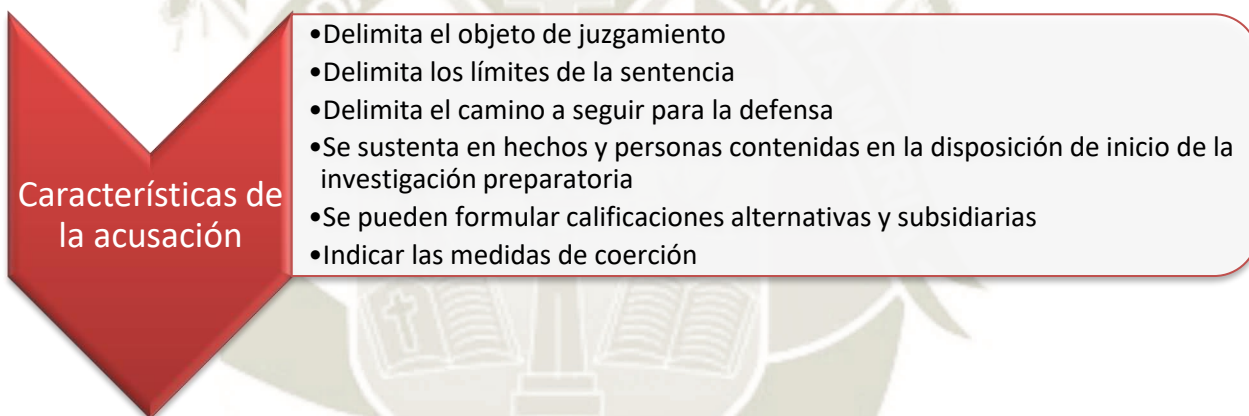 Características de
la acusación
•Delimita el objeto de juzgamiento
•Delimita los límites de la sentencia
•Delimita el camino a seguir para la defensa
•Se sustenta en hechos y personas contenidas en la disposición de inicio de la
investigación preparatoria
•Se pueden formular calificaciones alternativas y subsidiarias
•Indicar las medidas de coerción